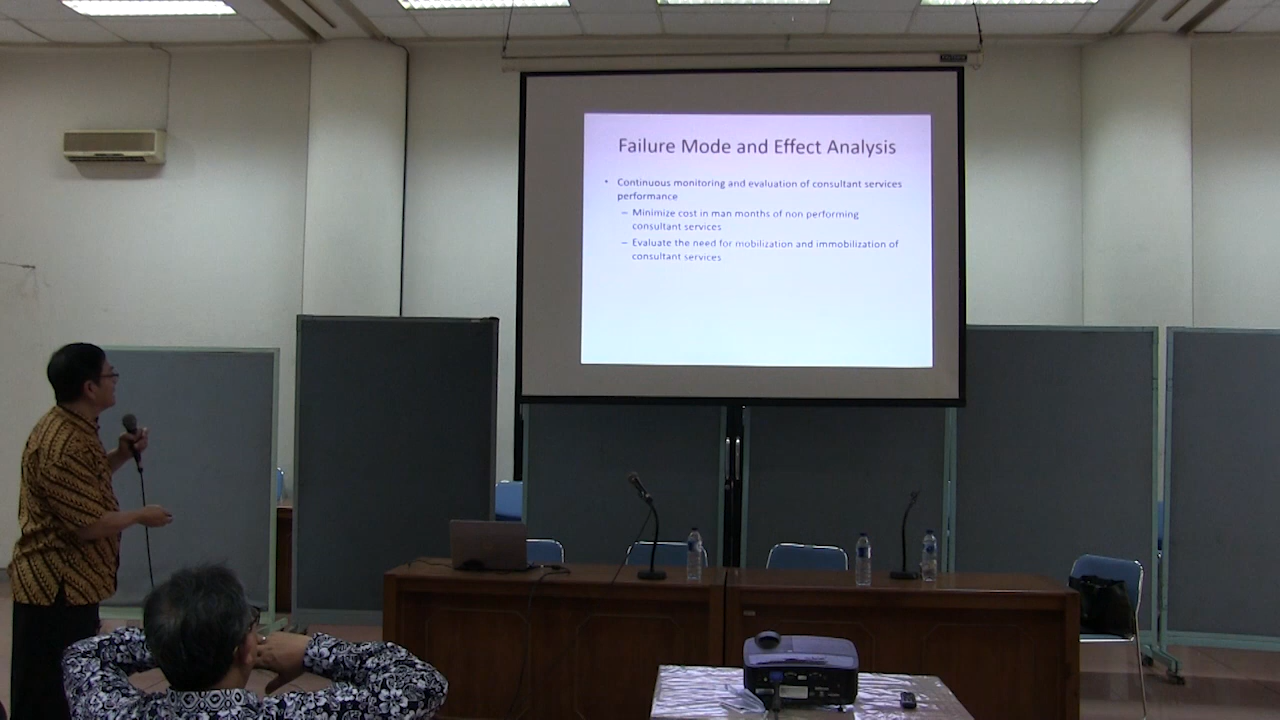 Failure Mode and Effect Analysis
• Continuous monitoring and evaluation of consultant services
performance
– Minimize cost in man months of non performing
consultant services
– Evaluate the need for mobilization and immobilization of
consultant services